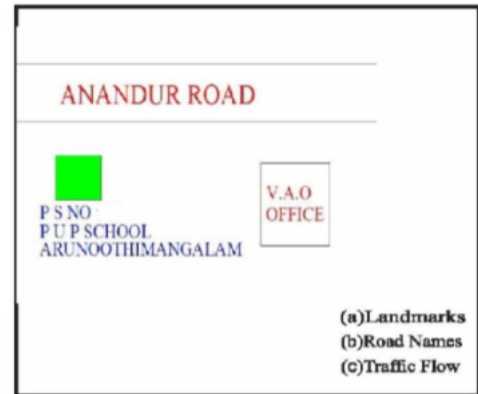 ANANDUR ROAD
P S NO
P U P SCHOOL
ARUNOOTHIMANGALAM
V.A.O
OFFICE
(a)Landmarks
(b)Road Names
(c)Traffic Flow